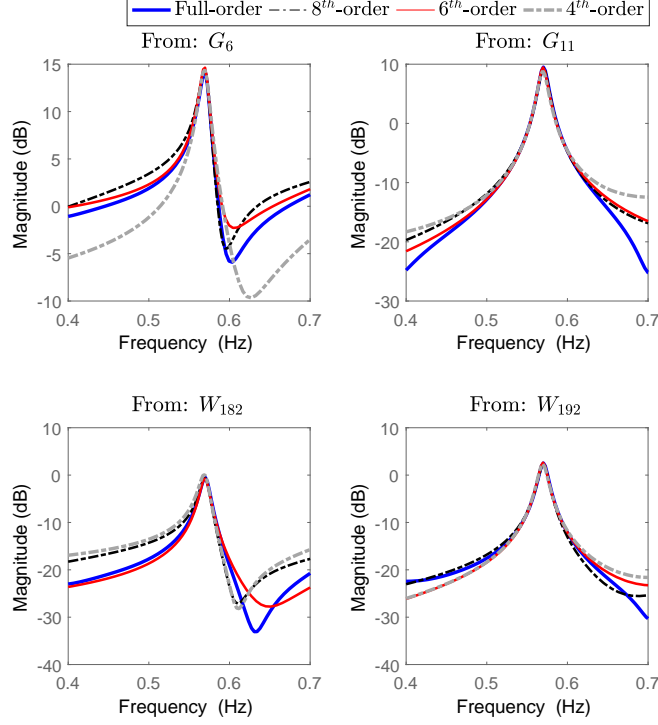 Full-order 8th-order 6th-order 4th-order
From: G6 From: G11
15
10
5
0
-5
-10
0.4 0.5 0.6 0.7
Magnitude (dB)
Frequency (Hz)
10
0
-10
-20
-30
0.4 0.5 0.6 0.7
Magnitude (dB)
Frequency (Hz)
From: W182 From: W192
10
0
-10
-20
-30
-40
0.4 0.5 0.6 0.7
Magnitude (dB)
Frequency (Hz)
10
0
-10
-20
-30
-40
0.4 0.5 0.6 0.7
Magnitude (dB)
Frequency (Hz)